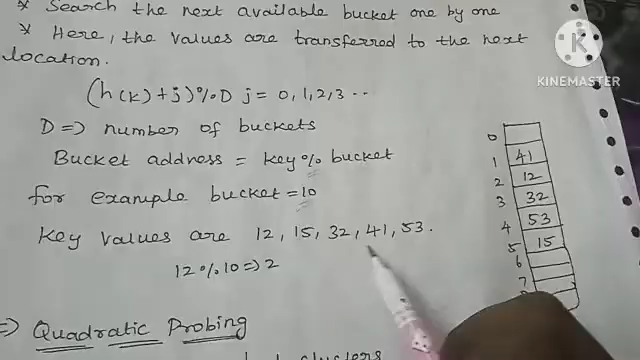 * Search the next available bucket one by one
* Here, the values are transferred to the next
location.
(h(k)+j)%D j = 0,1,2,3 ..
D => number of buckets
Bucket address = key % bucket
for example bucket = 10
Key values are 12, 15, 32, 41, 53.
12%10 => 2
=> Quadratic Probing
clusters
KINEMASTER
0
1 41
2 12
3 32
4 53
5 15
6
7